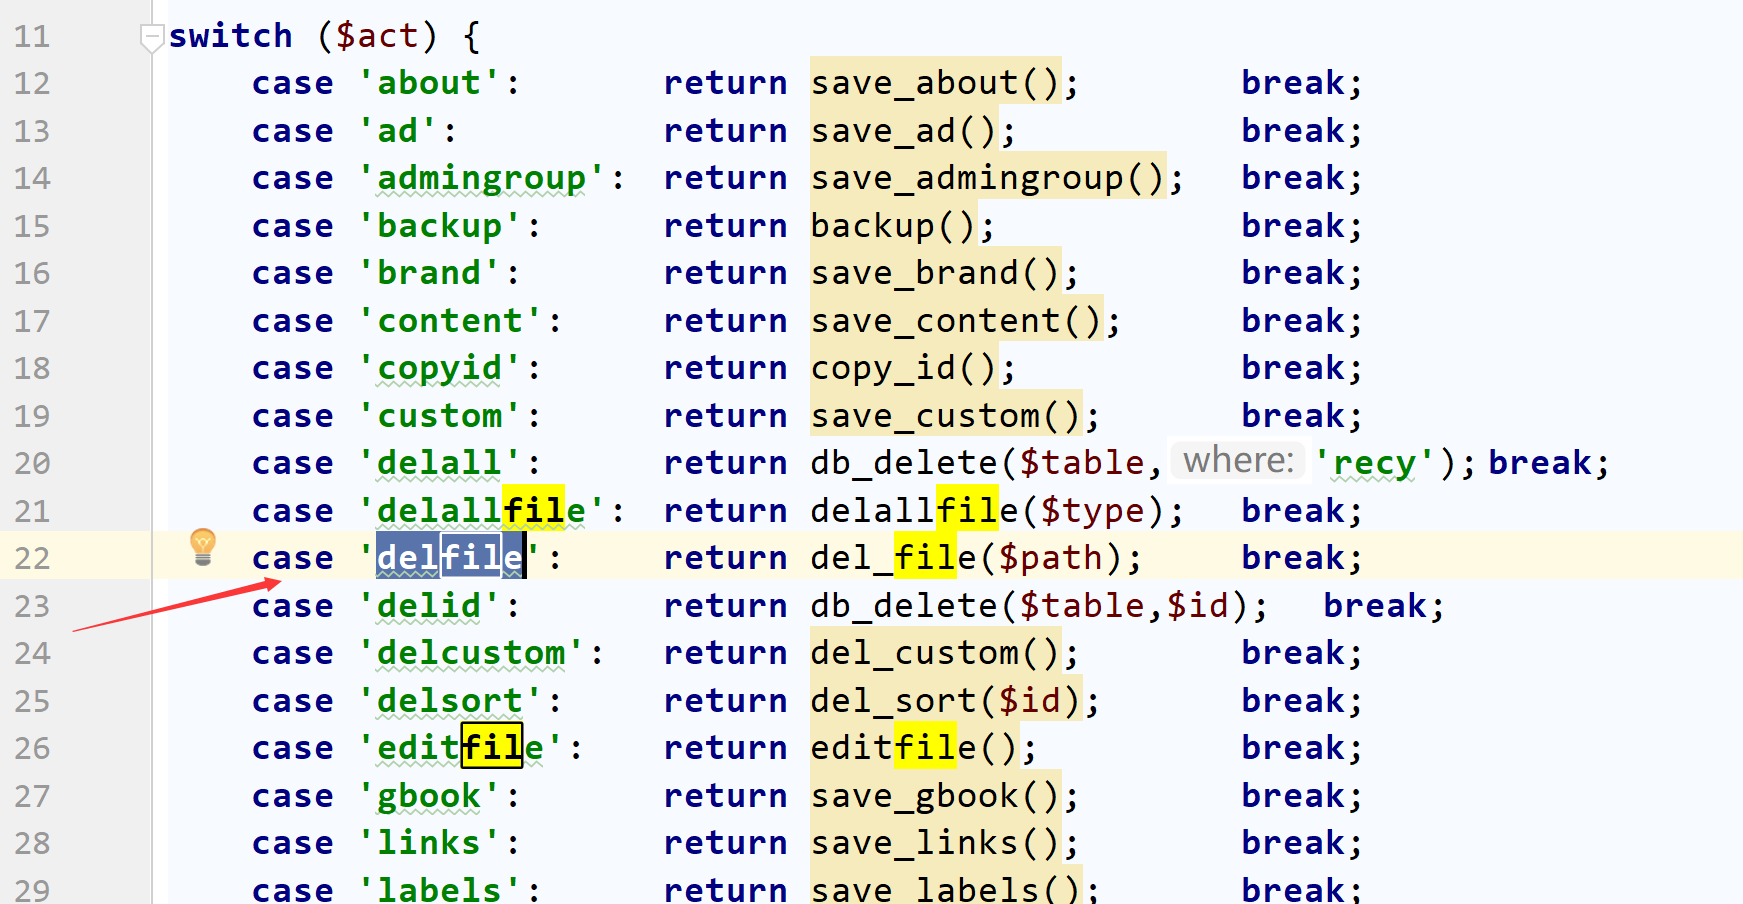 11 switch ($act) {
12 case 'about': return save_about(); break;
13 case 'ad': return save_ad(); break;
14 case 'admingroup': return save_admingroup(); break;
15 case 'backup': return backup(); break;
16 case 'brand': return save_brand(); break;
17 case 'content': return save_content(); break;
18 case 'copyid': return copy_id(); break;
19 case 'custom': return save_custom(); break;
20 case 'delall': return db_delete($table, where: 'recy'); break;
21 case 'delallfile': return delallfile($type); break;
22 case 'delfile': return del_file($path); break;
23 case 'delid': return db_delete($table,$id); break;
24 case 'delcustom': return del_custom(); break;
25 case 'delsort': return del_sort($id); break;
26 case 'editfile': return editfile(); break;
27 case 'gbook': return save_gbook(); break;
28 case 'links': return save_links(); break;
29 case 'labels': return save_labels(); break;